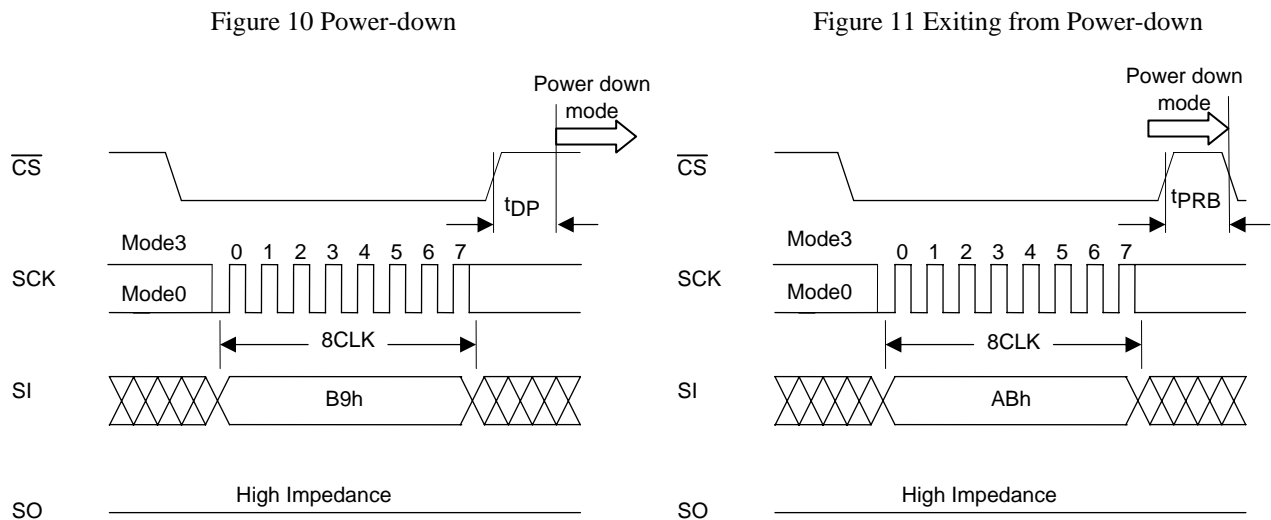 Figure 10 Power-down
Power down
mode
CS
tDP
Mode3
0 1 2 3 4 5 6 7
SCK
Mode0
8CLK
SI
B9h
High Impedance
SO
Figure 11 Exiting from Power-down
Power down
mode
CS
tPRB
Mode3
0 1 2 3 4 5 6 7
SCK
Mode0
8CLK
SI
ABh
High Impedance
SO